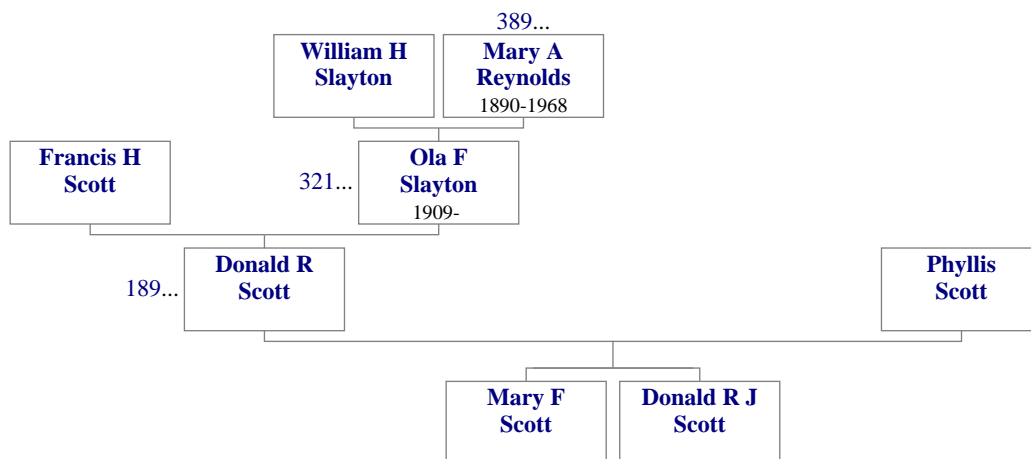 389...
William H
Slayton
Mary A
Reynolds
1890-1968
Francis H
Scott
321...
Ola F
Slayton
1909-
189...
Donald R
Scott
Phyllis
Scott
Mary F
Scott
Donald R J
Scott